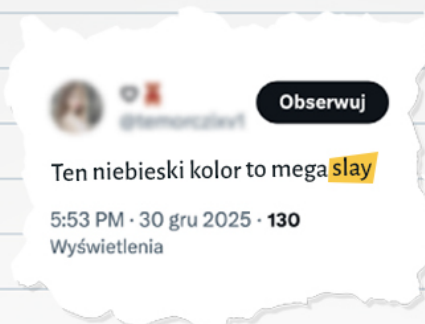 Obserwuj
Ten niebieski kolor to mega slay
5:53 PM · 30 gru 2025 · 130
Wyświetlenia